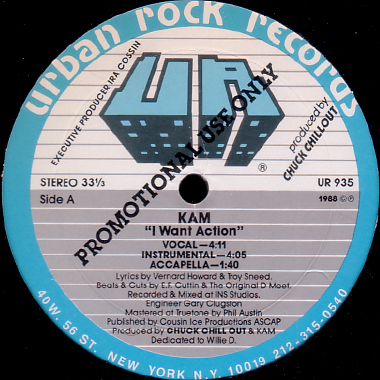 urban rock records
EXECUTIVE PRODUCER IRA COSSIN
UR
®
produced by
CHUCK CHILLOUT
PROMOTIONAL USE ONLY
STEREO 33⅓
UR 935
Side A
1988 © ℗
KAM
"I Want Action"
VOCAL—4:11
INSTRUMENTAL—4:05
ACCAPELLA—1:40
Lyrics by Vernard Howard & Troy Sneed.
Beats & Cuts by E.F. Cuttin & The Original D Moet.
Recorded & Mixed at INS Studios.
Engineer Gary Clugston
Mastered at Truetone by Phil Austin
Published by Cousin Ice Productions ASCAP
Produced by CHUCK CHILL OUT & KAM
Dedicated to Willie D.
40W. 56 ST. NEW YORK N.Y. 10019 212-315-0540